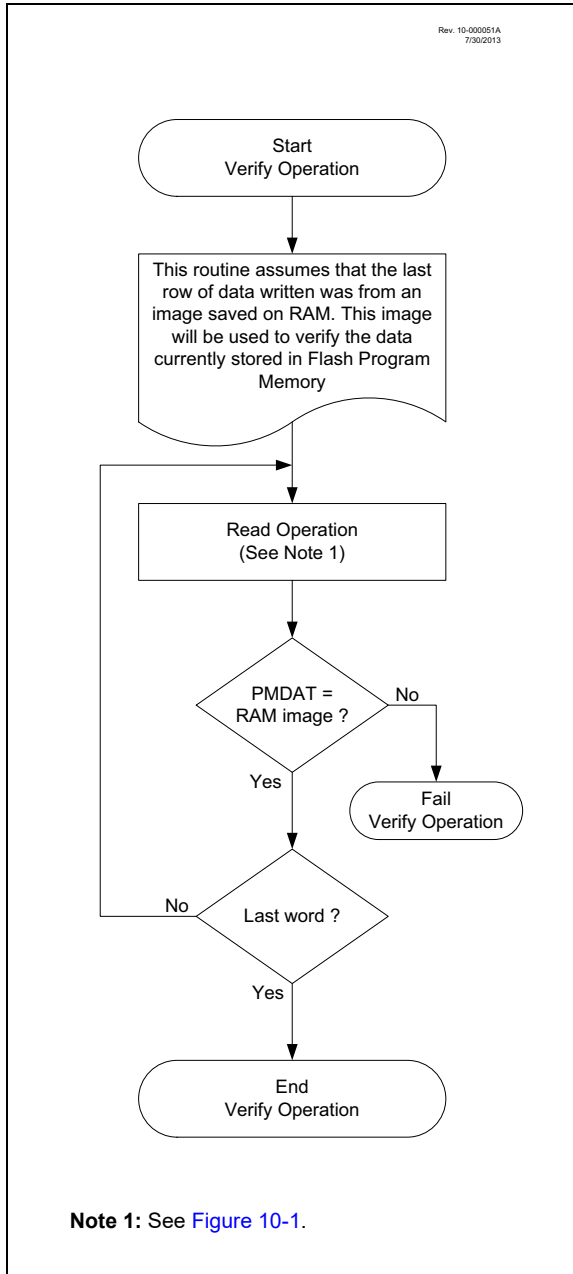 Rev. 10-000051A
7/30/2013
Start
Verify Operation
This routine assumes that the last
row of data written was from an
image saved on RAM. This image
will be used to verify the data
currently stored in Flash Program
Memory
Read Operation
(See Note 1)
PMDAT =
RAM image ?
No
Yes
Fail
Verify Operation
Last word ?
No
Yes
End
Verify Operation
Note 1: See Figure 10-1.